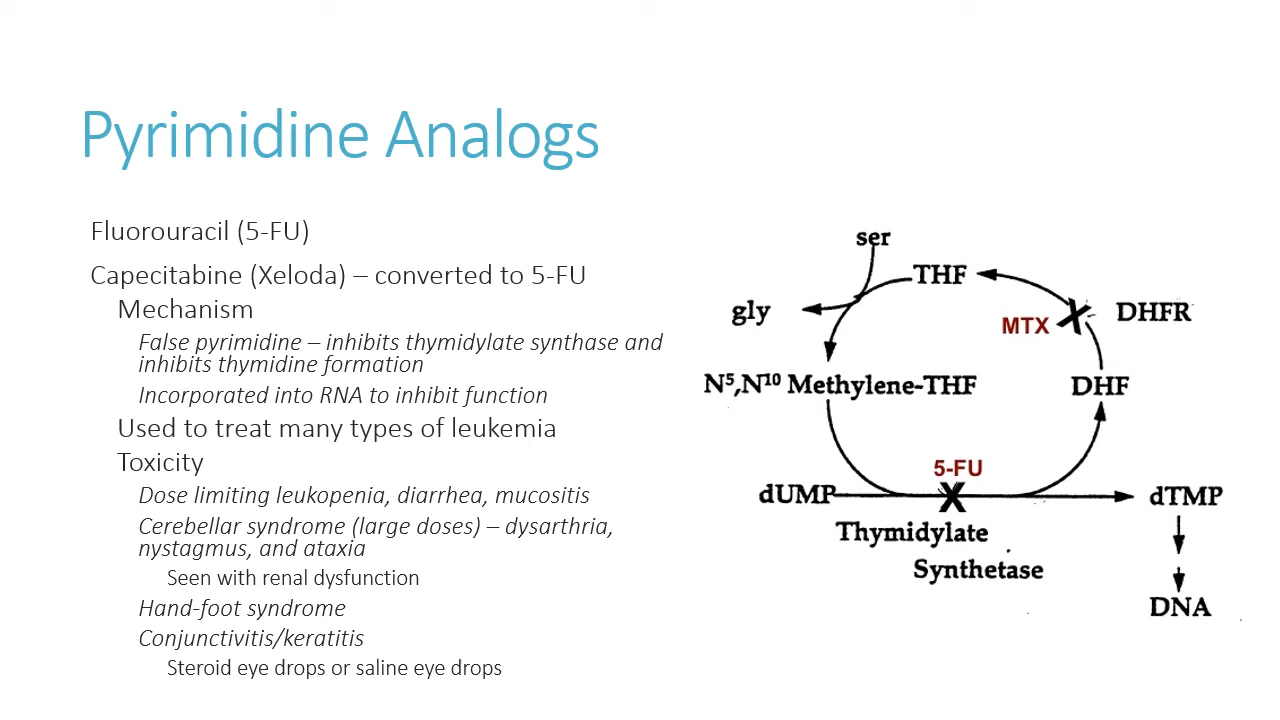 Pyrimidine Analogs
Fluorouracil (5-FU)
Capecitabine (Xeloda) – converted to 5-FU
Mechanism
False pyrimidine – inhibits thymidylate synthase and
inhibits thymidine formation
Incorporated into RNA to inhibit function
Used to treat many types of leukemia
Toxicity
Dose limiting leukopenia, diarrhea, mucositis
Cerebellar syndrome (large doses) – dysarthria,
nystagmus, and ataxia
Seen with renal dysfunction
Hand-foot syndrome
Conjunctivitis/keratitis
Steroid eye drops or saline eye drops
ser
THF
gly
MTX
DHFR
N⁵,N¹⁰ Methylene-THF
DHF
5-FU
X
dUMP
dTMP
Thymidylate
Synthetase
DNA